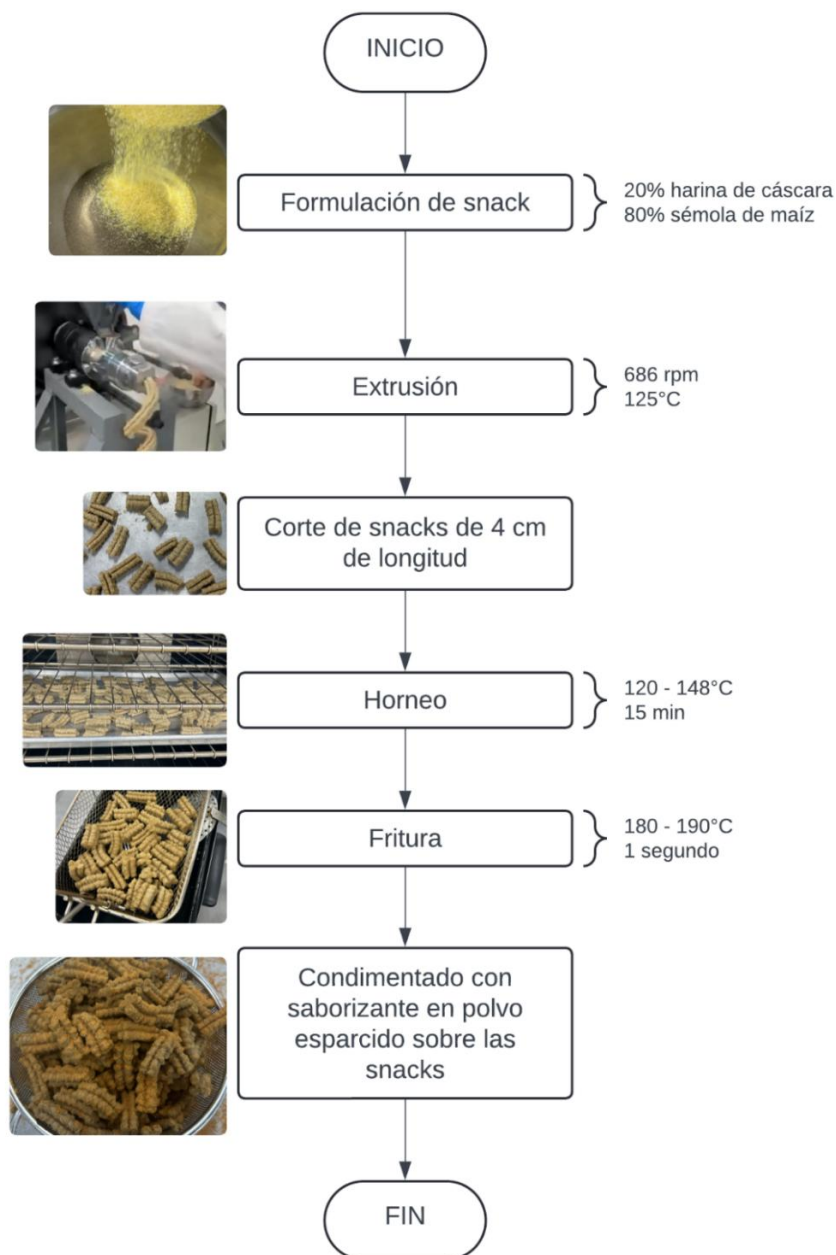 INICIO
Formulación de snack
20% harina de cáscara
80% sémola de maíz
Extrusión
686 rpm
125°C
Corte de snacks de 4 cm
de longitud
Horneo
120 - 148°C
15 min
Fritura
180 - 190°C
1 segundo
Condimentado con
saborizante en polvo
esparcido sobre las
snacks
FIN